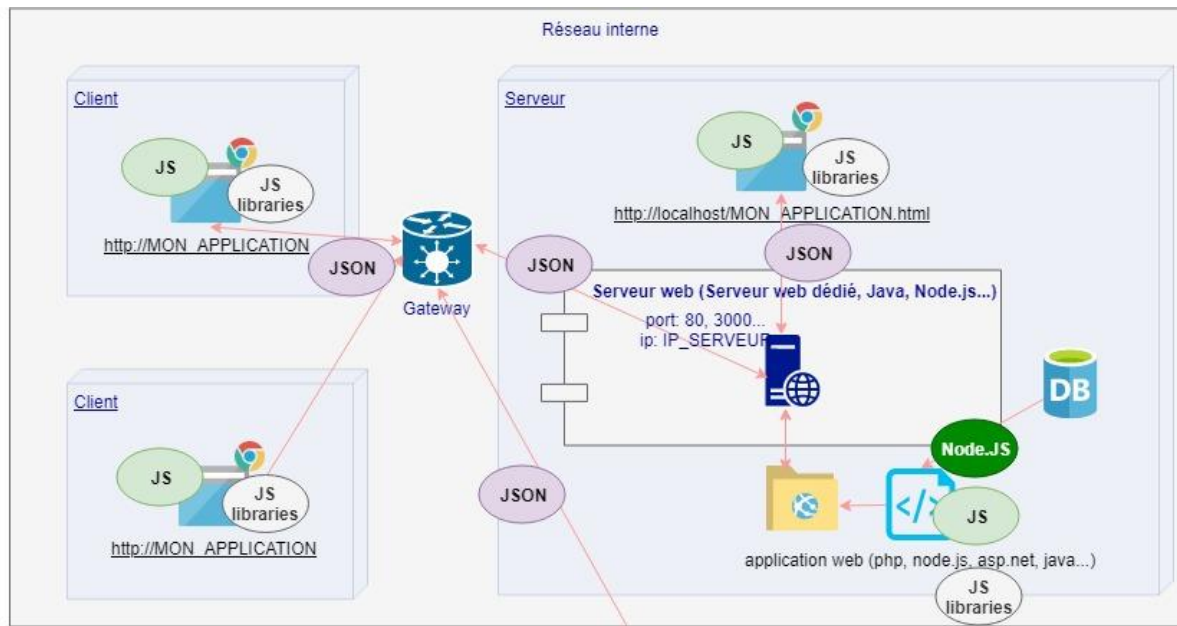 Réseau interne
Client
JS
JS
libraries
http://MON_APPLICATION
JSON
Gateway
Client
JS
JS
libraries
http://MON_APPLICATION
JSON
Serveur
JS
JS
libraries
http://localhost/MON_APPLICATION.html
JSON
JSON
Serveur web (Serveur web dédié, Java, Node.js...)
port: 80, 3000...
ip: IP_SERVEUR
DB
Node.JS
JS
application web (php, node.js, asp.net, java...)
JS
libraries